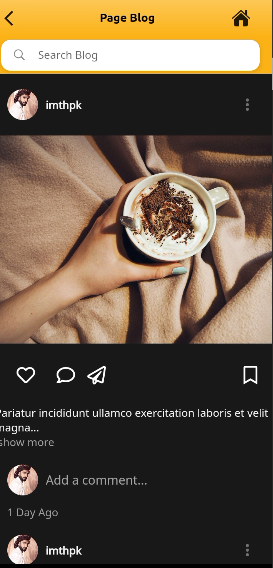 Page Blog
Search Blog
imthpk
Pariatur incididunt ullamco exercitation laboris et velit
magna...
show more
Add a comment...
1 Day Ago
imthpk